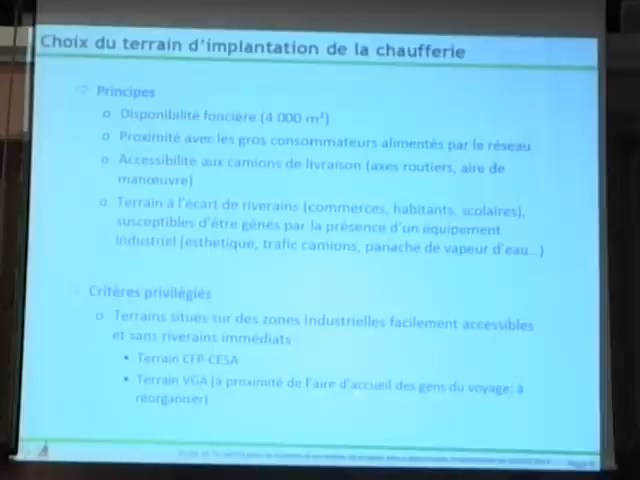 Choix du terrain d'implantation de la chaufferie
Principes
o Disponibilité foncière (4 000 m²)
o Proximité avec les gros consommateurs alimentés par le réseau
o Accessibilité aux camions de livraison (axes routiers, aire de
manœuvre)
o Terrain à l'écart de riverains (commerces, habitants, scolaires),
susceptibles d'être gênés par la présence d'un équipement
industriel (esthétique, trafic camions, panache de vapeur d'eau...)
Critères privilégiés
o Terrains situés sur des zones industrielles facilement accessibles
et sans riverains immédiats :
• Terrain CFP-CESA
• Terrain VGA (à proximité de l'aire d'accueil des gens du voyage, à
réorganiser)